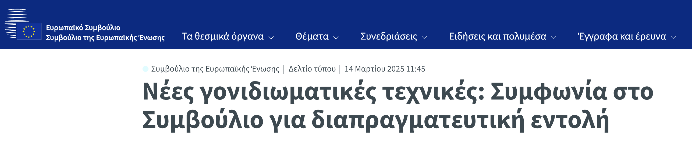 Ευρωπαϊκό Συμβούλιο
Συμβούλιο της Ευρωπαϊκής Ένωσης
Τα θεσμικά όργανα Θέματα Συνεδριάσεις Ειδήσεις και πολυμέσα Έγγραφα και έρευνα
Συμβούλιο της Ευρωπαϊκής Ένωσης | Δελτίο τύπου | 14 Μαρτίου 2025 11:45
Νέες γονιδιωματικές τεχνικές: Συμφωνία στο
Συμβούλιο για διαπραγματευτική εντολή